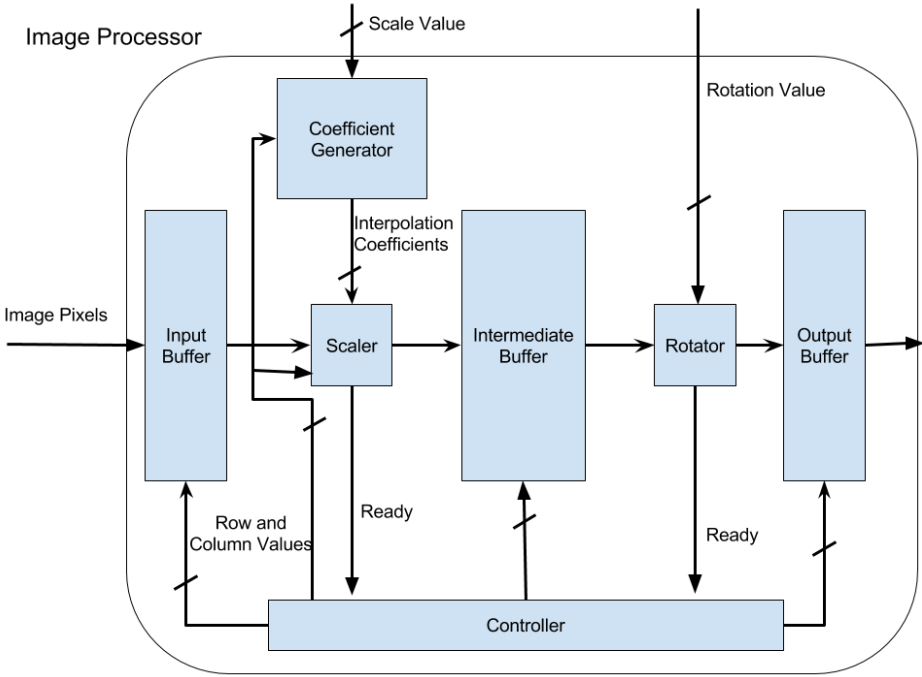 Image Processor
Scale Value
Rotation Value
Coefficient
Generator
Interpolation
Coefficients
Image Pixels
Input
Buffer
Scaler
Intermediate
Buffer
Rotator
Output
Buffer
Row and
Column Values
Ready
Ready
Controller